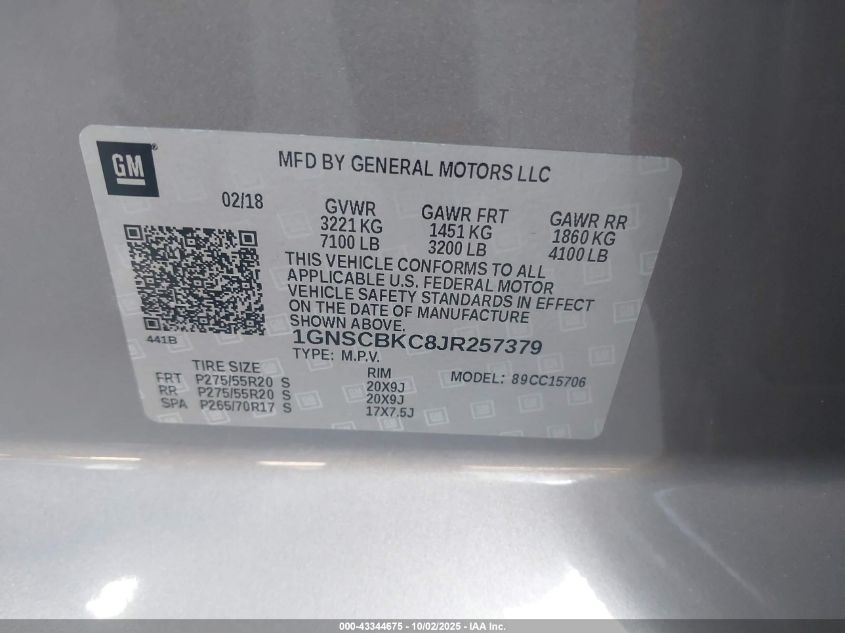 GM®
MFD BY GENERAL MOTORS LLC
02/18
GVWR GAWR FRT GAWR RR
3221 KG 1451 KG 1860 KG
7100 LB 3200 LB 4100 LB
THIS VEHICLE CONFORMS TO ALL
APPLICABLE U.S. FEDERAL MOTOR
VEHICLE SAFETY STANDARDS IN EFFECT
ON THE DATE OF MANUFACTURE
SHOWN ABOVE.
441B
1GNSCBKC8JR257379
TYPE: M.P.V.
TIRE SIZE RIM MODEL: 89CC15706
FRT P275/55R20 S 20X9J
RR P275/55R20 S 20X9J
SPA P265/70R17 S 17X7.5J
000-43344675 - 10/02/2025 - IAA Inc.